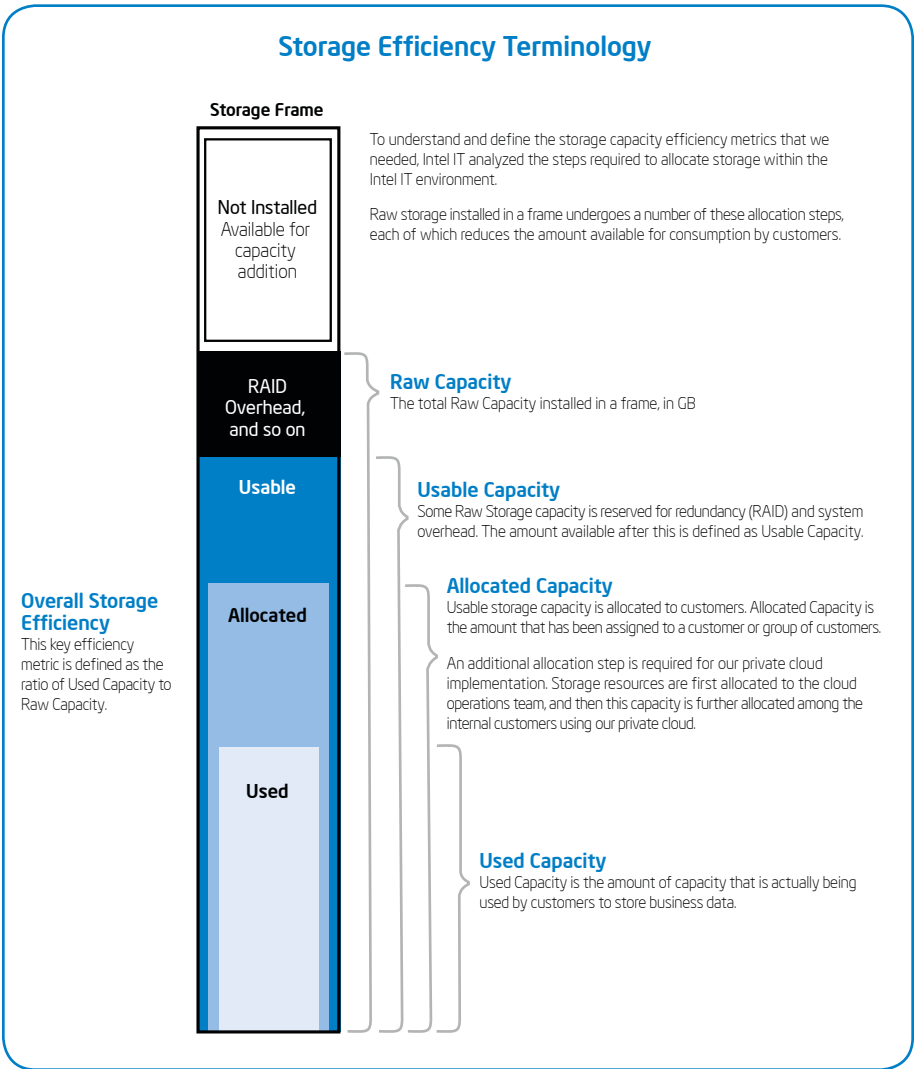 Storage Efficiency Terminology
Storage Frame
To understand and define the storage capacity efficiency metrics that we
needed, Intel IT analyzed the steps required to allocate storage within the
Intel IT environment.
Raw storage installed in a frame undergoes a number of these allocation steps,
each of which reduces the amount available for consumption by customers.
Not Installed
Available for
capacity
addition
RAID
Overhead,
and so on
Raw Capacity
The total Raw Capacity installed in a frame, in GB
Usable
Usable Capacity
Some Raw Storage capacity is reserved for redundancy (RAID) and system
overhead. The amount available after this is defined as Usable Capacity.
Overall Storage
Efficiency
This key efficiency
metric is defined as the
ratio of Used Capacity to
Raw Capacity.
Allocated
Allocated Capacity
Usable storage capacity is allocated to customers. Allocated Capacity is
the amount that has been assigned to a customer or group of customers.
An additional allocation step is required for our private cloud
implementation. Storage resources are first allocated to the cloud
operations team, and then this capacity is further allocated among the
internal customers using our private cloud.
Used
Used Capacity
Used Capacity is the amount of capacity that is actually being
used by customers to store business data.